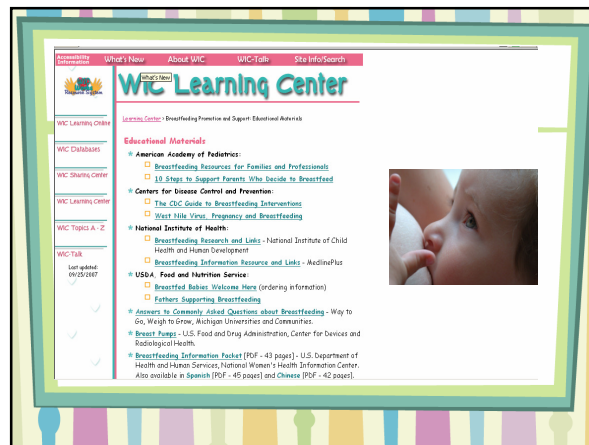 Accessibility
Information
What's New
About WIC
WIC-Talk
Site Info/Search
What's New
WIC Learning Center
Resource System
Learning Center > Breastfeeding Promotion and Support: Educational Materials
WIC Learning Online
WIC Databases
WIC Sharing Center
WIC Learning Center
WIC Topics A - Z
WIC-Talk
Last updated:
09/25/2007
Educational Materials
American Academy of Pediatrics:
Breastfeeding Resources for Families and Professionals
10 Steps to Support Parents Who Decide to Breastfeed
Centers for Disease Control and Prevention:
The CDC Guide to Breastfeeding Interventions
West Nile Virus, Pregnancy and Breastfeeding
National Institute of Health:
Breastfeeding Research and Links - National Institute of Child
Health and Human Development
Breastfeeding Information Resource and Links - MedlinePlus
USDA, Food and Nutrition Service:
Breastfed Babies Welcome Here (ordering information)
Fathers Supporting Breastfeeding
Answers to Commonly Asked Questions about Breastfeeding - Way to
Go, Weigh to Grow, Michigan Universities and Communities.
Breast Pumps - U.S. Food and Drug Administration, Center for Devices and
Radiological Health.
Breastfeeding Information Packet [PDF - 43 pages] - U.S. Department of
Health and Human Services, National Women's Health Information Center.
Also available in Spanish [PDF - 45 pages] and Chinese [PDF - 42 pages].